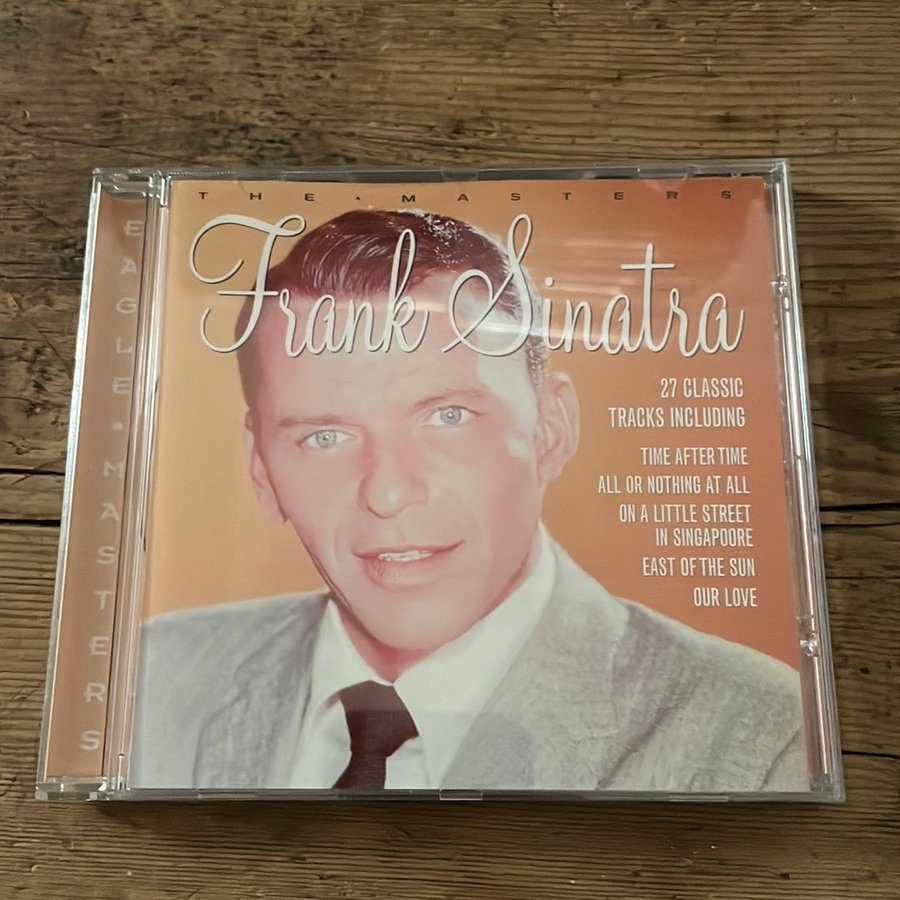 THE • MASTERS
Frank Sinatra
27 CLASSIC
TRACKS INCLUDING
TIME AFTER TIME
ALL OR NOTHING AT ALL
ON A LITTLE STREET
IN SINGAPOORE
EAST OF THE SUN
OUR LOVE
EAGLE • MASTERS